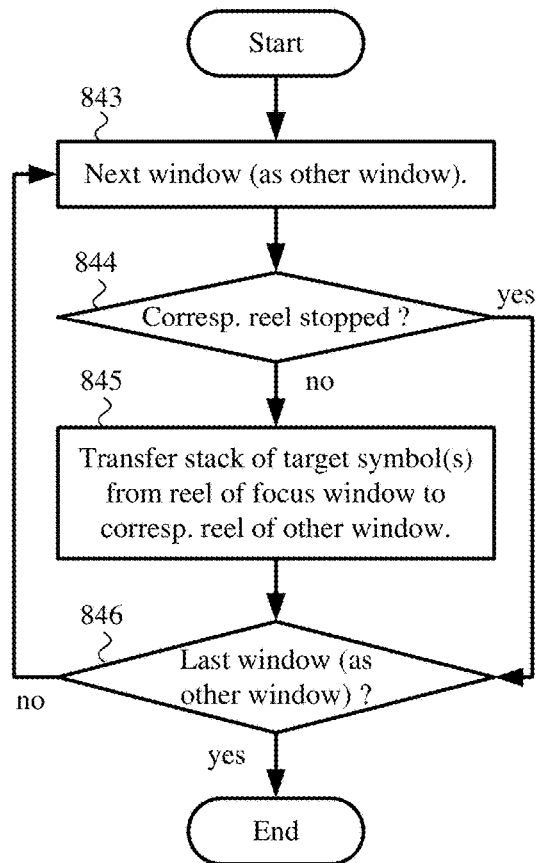 Start
843
Next window (as other window).
844
Corresp. reel stopped ?
yes
no
845
Transfer stack of target symbol(s)
from reel of focus window to
corresp. reel of other window.
846
Last window (as
other window) ?
no
yes
End